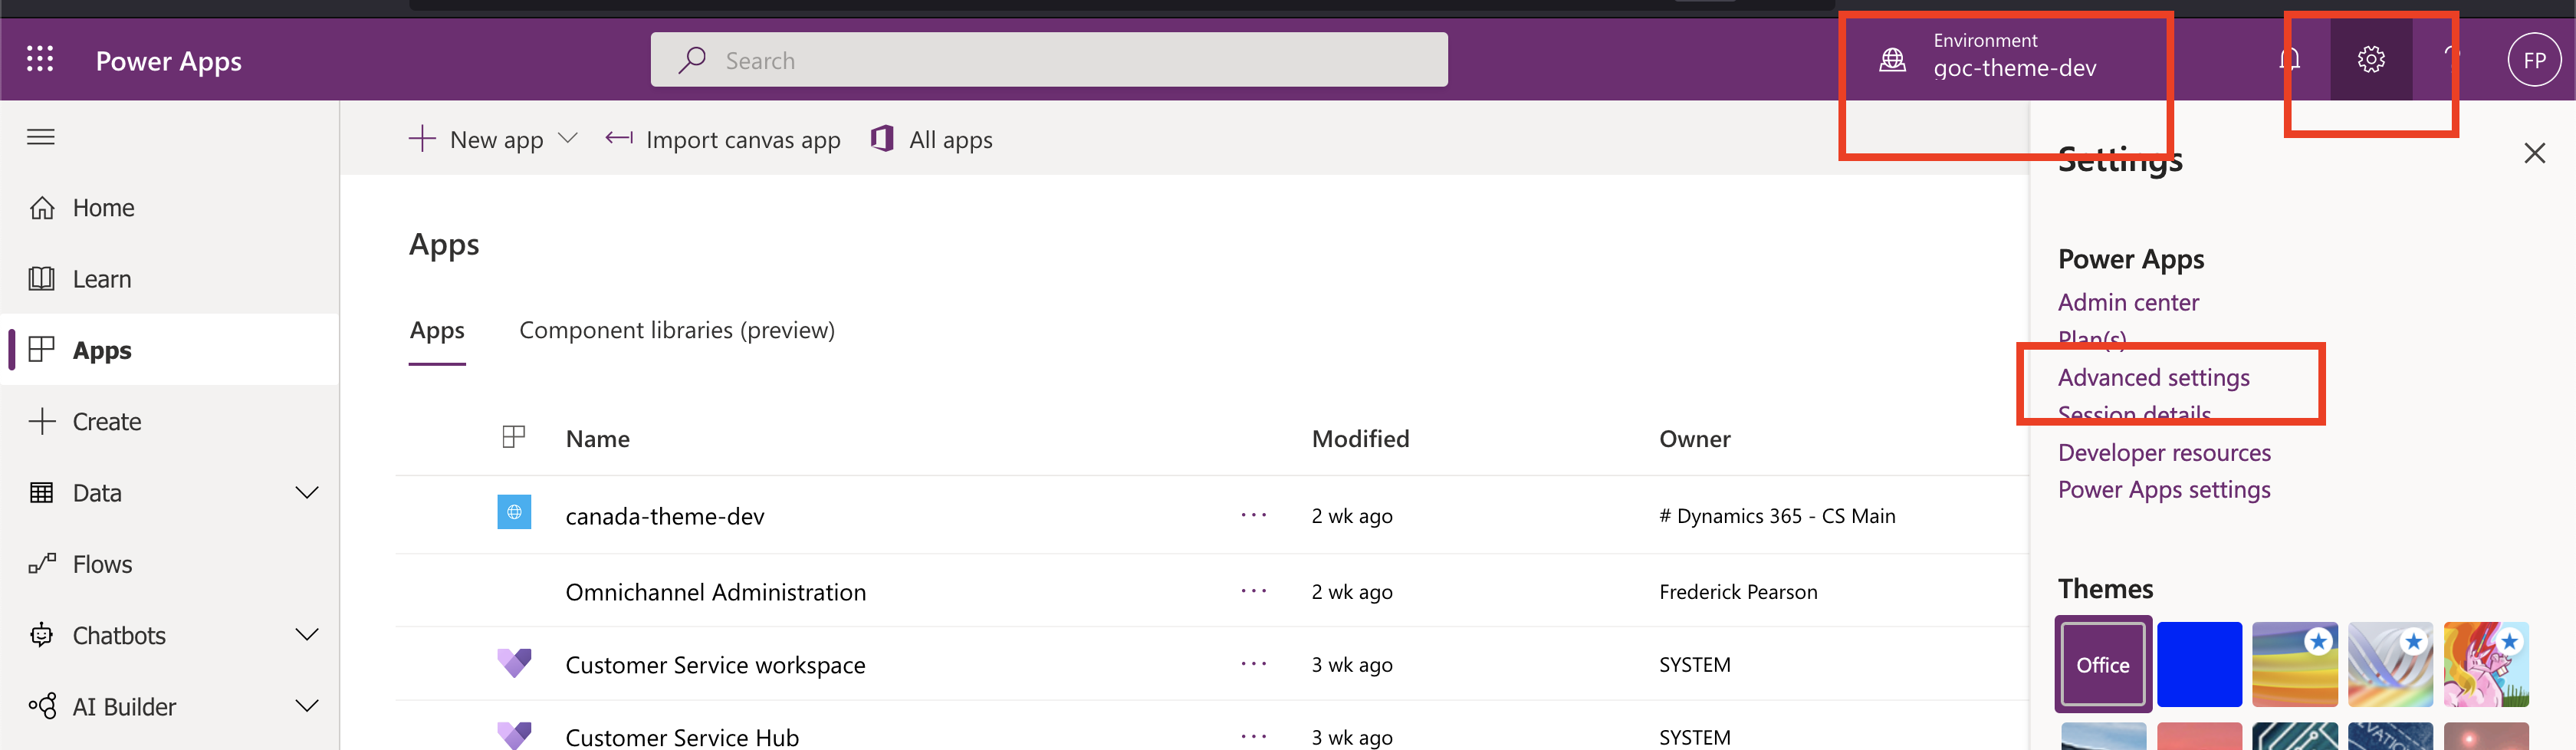 Power Apps
Search
Environment
goc-theme-dev
?
FP
New app
Import canvas app
All apps
Settings
Home
Learn
Apps
Create
Data
Flows
Chatbots
AI Builder
Apps
Apps
Component libraries (preview)
Name
Modified
Owner
canada-theme-dev
...
2 wk ago
# Dynamics 365 - CS Main
Omnichannel Administration
...
2 wk ago
Frederick Pearson
Customer Service workspace
...
3 wk ago
SYSTEM
Customer Service Hub
...
3 wk ago
SYSTEM
Power Apps
Admin center
Plan(s)
Advanced settings
Session details
Developer resources
Power Apps settings
Themes
Office